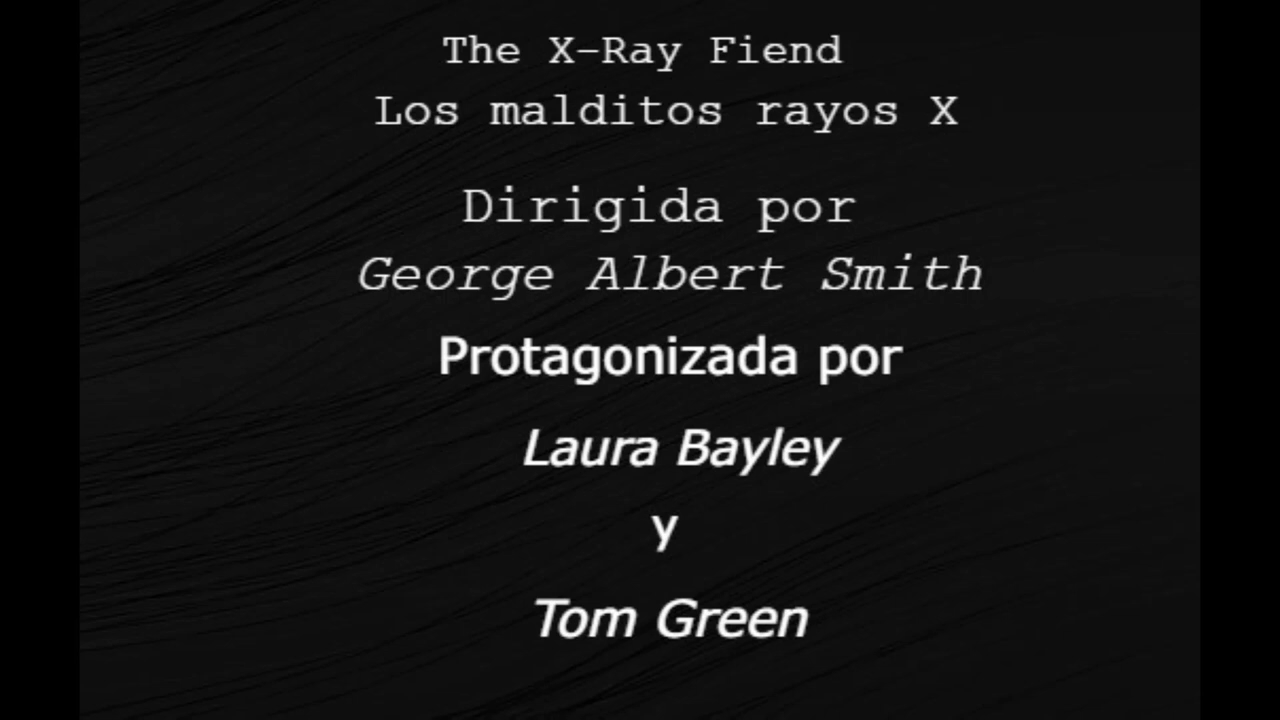 The X-Ray Fiend
Los malditos rayos X
Dirigida por
George Albert Smith
Protagonizada por
Laura Bayley
y
Tom Green